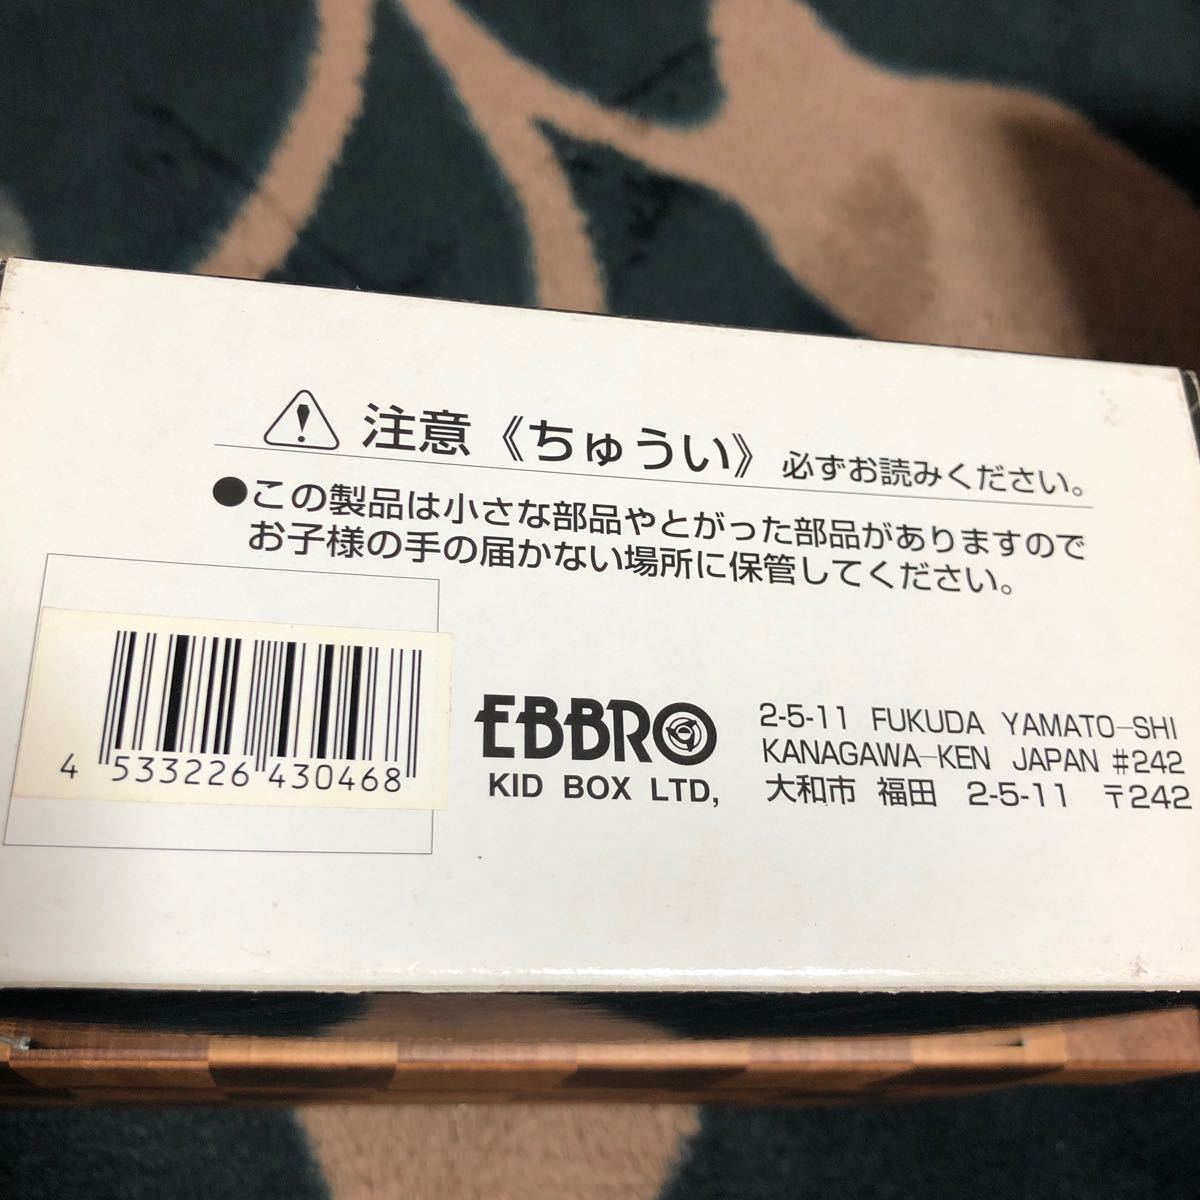 注意《ちゅうい》 必ずお読みください。
●この製品は小さな部品やとがった部品がありますので
お子様の手の届かない場所に保管してください。
4 533226 430468
EBBRO
KID BOX LTD,
2-5-11 FUKUDA YAMATO-SHI
KANAGAWA-KEN JAPAN #242
大和市 福田 2-5-11 〒242